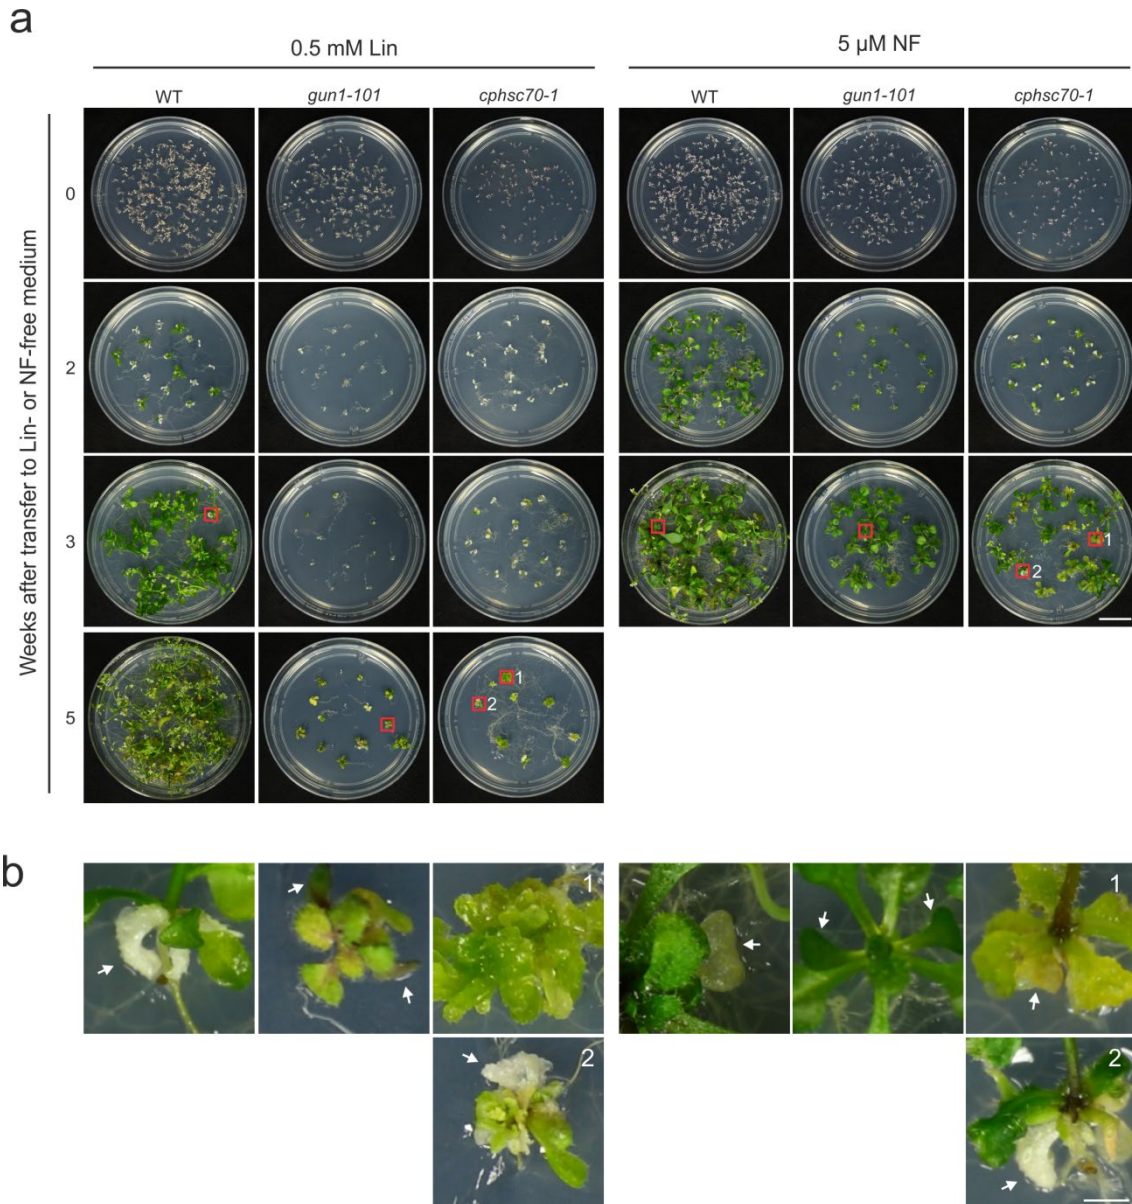 a
0.5 mM Lin
5 µM NF
WT
gun1-101
cphsc70-1
WT
gun1-101
cphsc70-1
Weeks after transfer to Lin- or NF-free medium
0
2
3
1
2
5
1
2
b
1
1
2
2